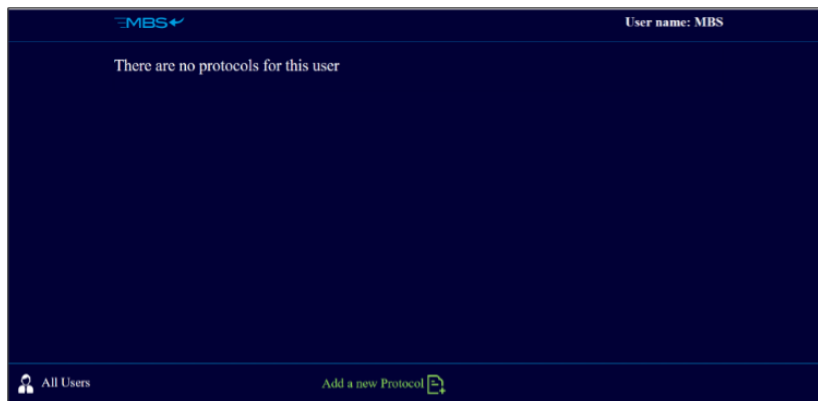 MBS
User name: MBS
There are no protocols for this user
All Users
Add a new Protocol